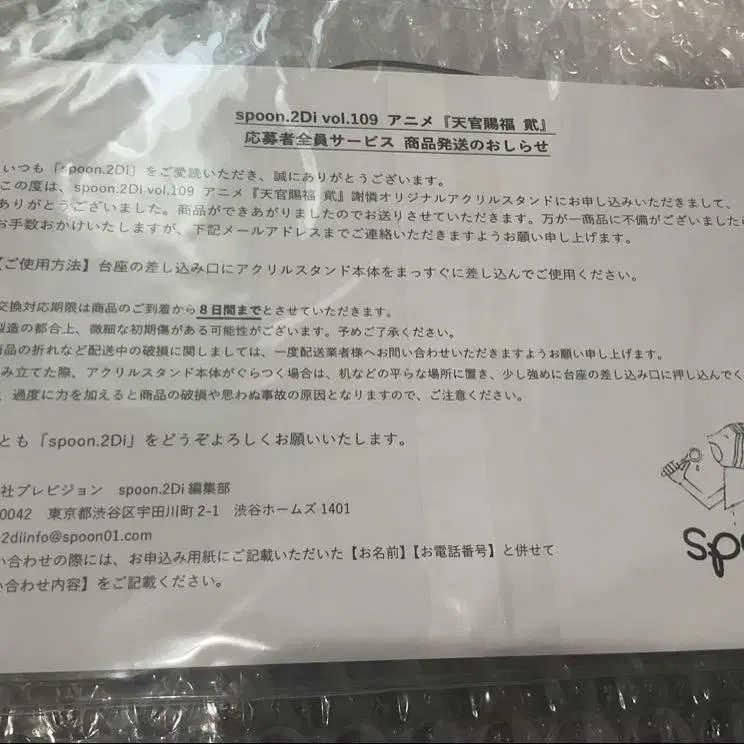 spoon.2Di vol.109 アニメ『天官賜福 貮』
応募者全員サービス 商品発送のおしらせ
いつも「spoon.2Di」をご愛読いただき、誠にありがとうございます。
この度は、spoon.2Di vol.109 アニメ『天官賜福 貮』謝憐オリジナルアクリルスタンドにお申し込みいただきまして、
ありがとうございました。商品ができあがりましたのでお送りさせていただきます。万が一商品に不備がございました
お手数おかけいたしますが、下記メールアドレスまでご連絡いただきますようお願い申し上げます。
【ご使用方法】台座の差し込み口にアクリルスタンド本体をまっすぐに差し込んでご使用ください。
交換対応期限は商品のご到着から8日間までとさせていただきます。
製造の都合上、微細な初期傷がある可能性がございます。予めご了承ください。
商品の折れなど配送中の破損に関しましては、一度配送業者様へお問い合わせいただきますようお願い申し上げます。
み立てた際、アクリルスタンド本体がぐらつく場合は、机などの平らな場所に置き、少し強めに台座の差し込み口に押し込んでく
、過度に力を加えると商品の破損や思わぬ事故の原因となりますので、ご注意ください。
とも「spoon.2Di」をどうぞよろしくお願いいたします。
社プレビジョン spoon.2Di編集部
0042 東京都渋谷区宇田川町2-1 渋谷ホームズ1401
2diinfo@spoon01.com
い合わせの際には、お申込み用紙にご記載いただいた【お名前】【お電話番号】と併せて
い合わせ内容】をご記載ください。
spo